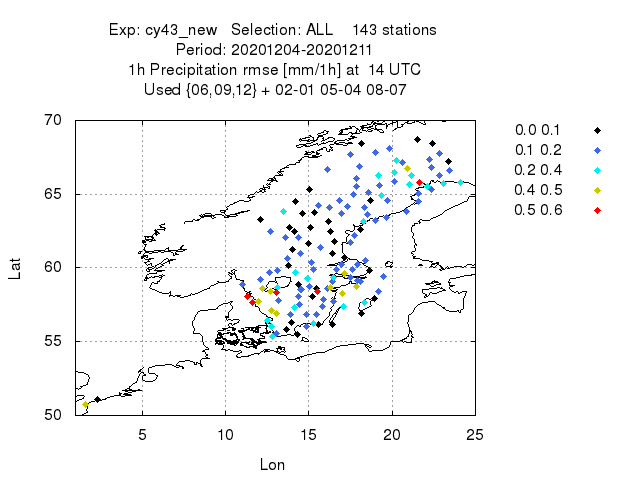 Exp: cy43_new Selection: ALL 143 stations
Period: 20201204-20201211
1h Precipitation rmse [mm/1h] at 14 UTC
Used {06,09,12} + 02-01 05-04 08-07
70
65
60
55
50
Lat
5
10
15
20
25
Lon
0.0 0.1
0.1 0.2
0.2 0.4
0.4 0.5
0.5 0.6